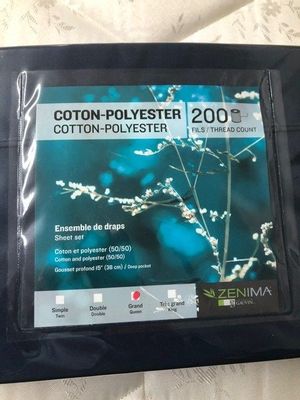 COTON-POLYESTER
COTTON-POLYESTER
200
FILS / THREAD COUNT
Ensemble de draps
Sheet set
Coton et polyester (50/50)
Cotton and polyester (50/50)
Gousset profond 15" (38 cm) / Deep pocket
Simple
Twin
Double
Double
Grand
Queen
Très grand
King
ZENIMA